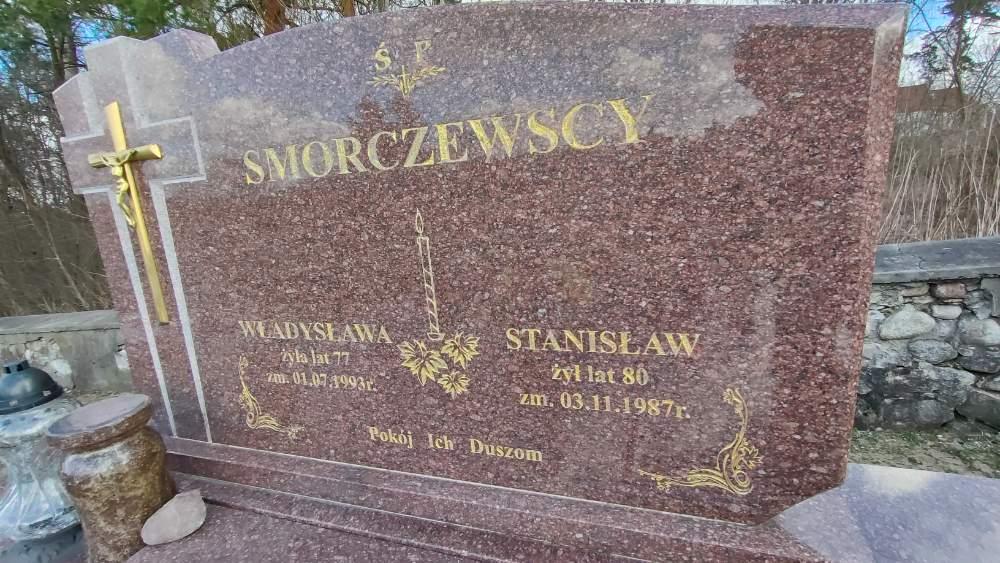 Ś P
SMORCZEWSCY
WŁADYSŁAWA
żyła lat 77
zm. 01.07.1993r.
STANISŁAW
żył lat 80
zm. 03.11.1987r.
Pokój Ich Duszom